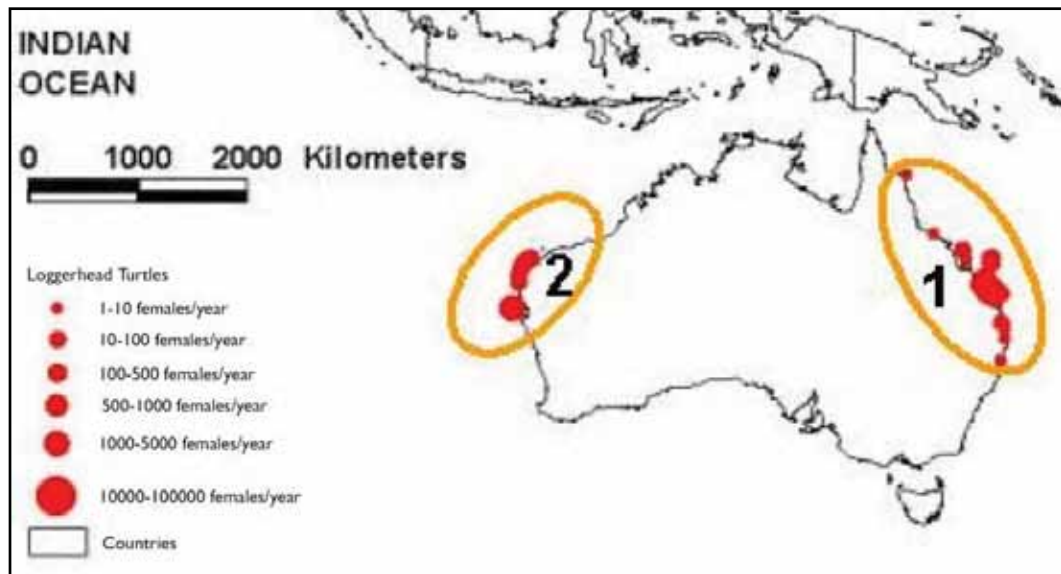 INDIAN
OCEAN
0 1000 2000 Kilometers
Loggerhead Turtles
1-10 females/year
10-100 females/year
100-500 females/year
500-1000 females/year
1000-5000 females/year
10000-100000 females/year
Countries
2
1